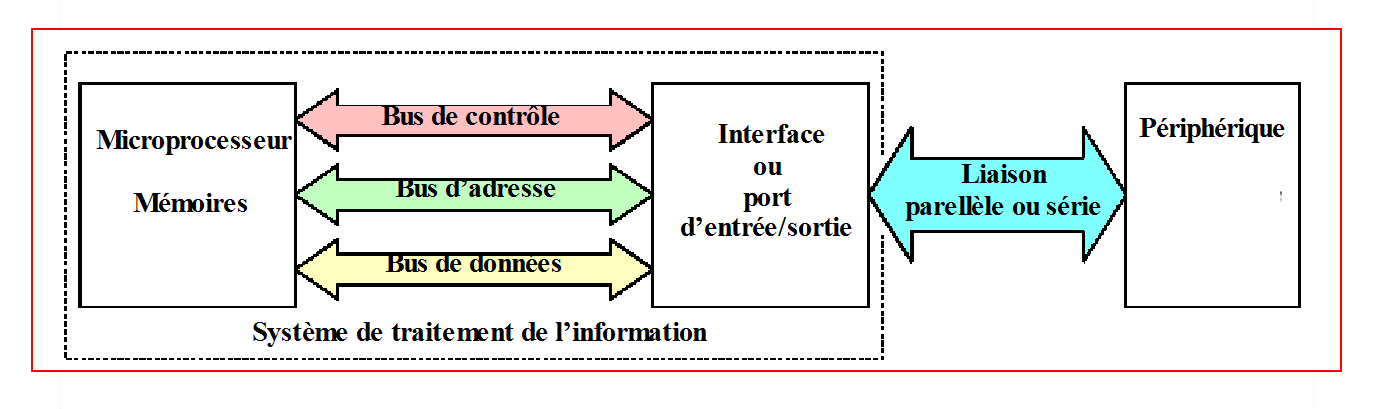 Microprocesseur
Mémoires
Bus de contrôle
Bus d’adresse
Bus de données
Interface
ou
port
d’entrée/sortie
Liaison
parellèle ou série
Périphérique
Système de traitement de l’information